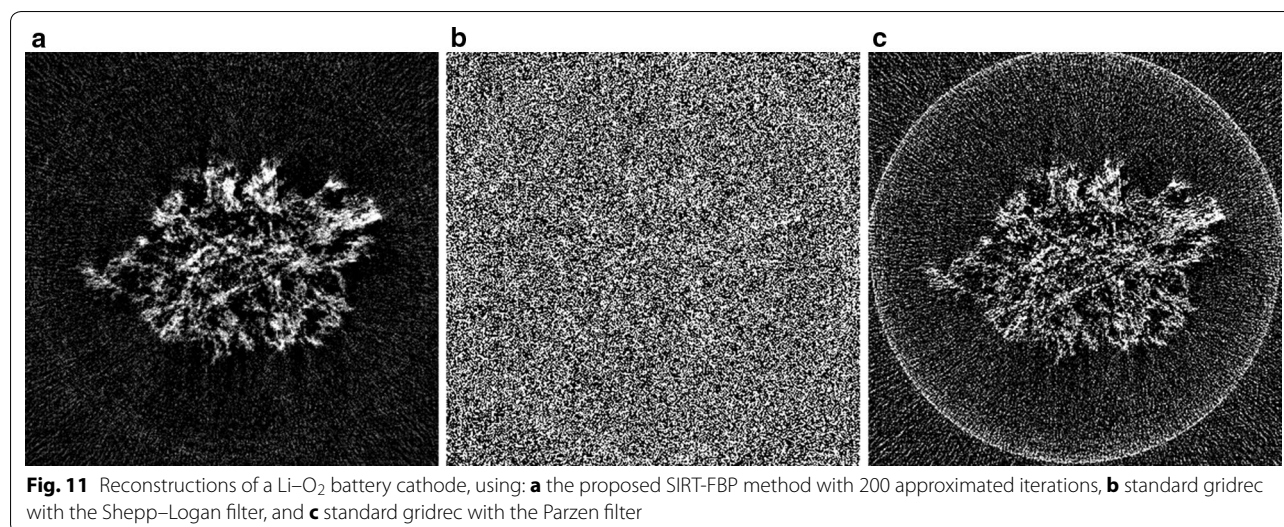 a b c
Fig. 11 Reconstructions of a Li–O2 battery cathode, using: a the proposed SIRT-FBP method with 200 approximated iterations, b standard gridrec
with the Shepp–Logan filter, and c standard gridrec with the Parzen filter